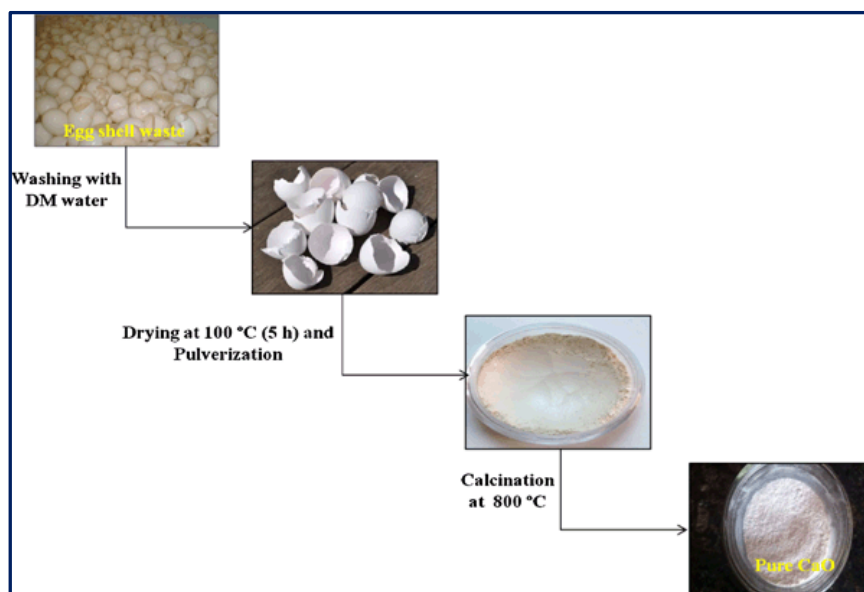 Egg shell waste
Washing with
DM water
Drying at 100 °C (5 h) and
Pulverization
Calcination
at 800 °C
Pure CaO